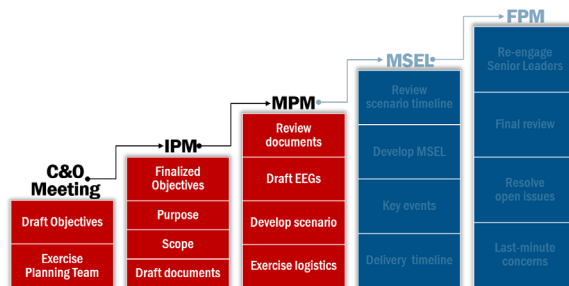 C&O
Meeting
Draft Objectives
Exercise
Planning Team
IPM
Finalized
Objectives
Purpose
Scope
Draft documents
MPM
Review
documents
Draft EEGs
Develop scenario
Exercise logistics
MSEL
Review
scenario timeline
Develop MSEL
Key events
Delivery timeline
FPM
Re-engage
Senior Leaders
Final review
Resolve
open issues
Last-minute
concerns